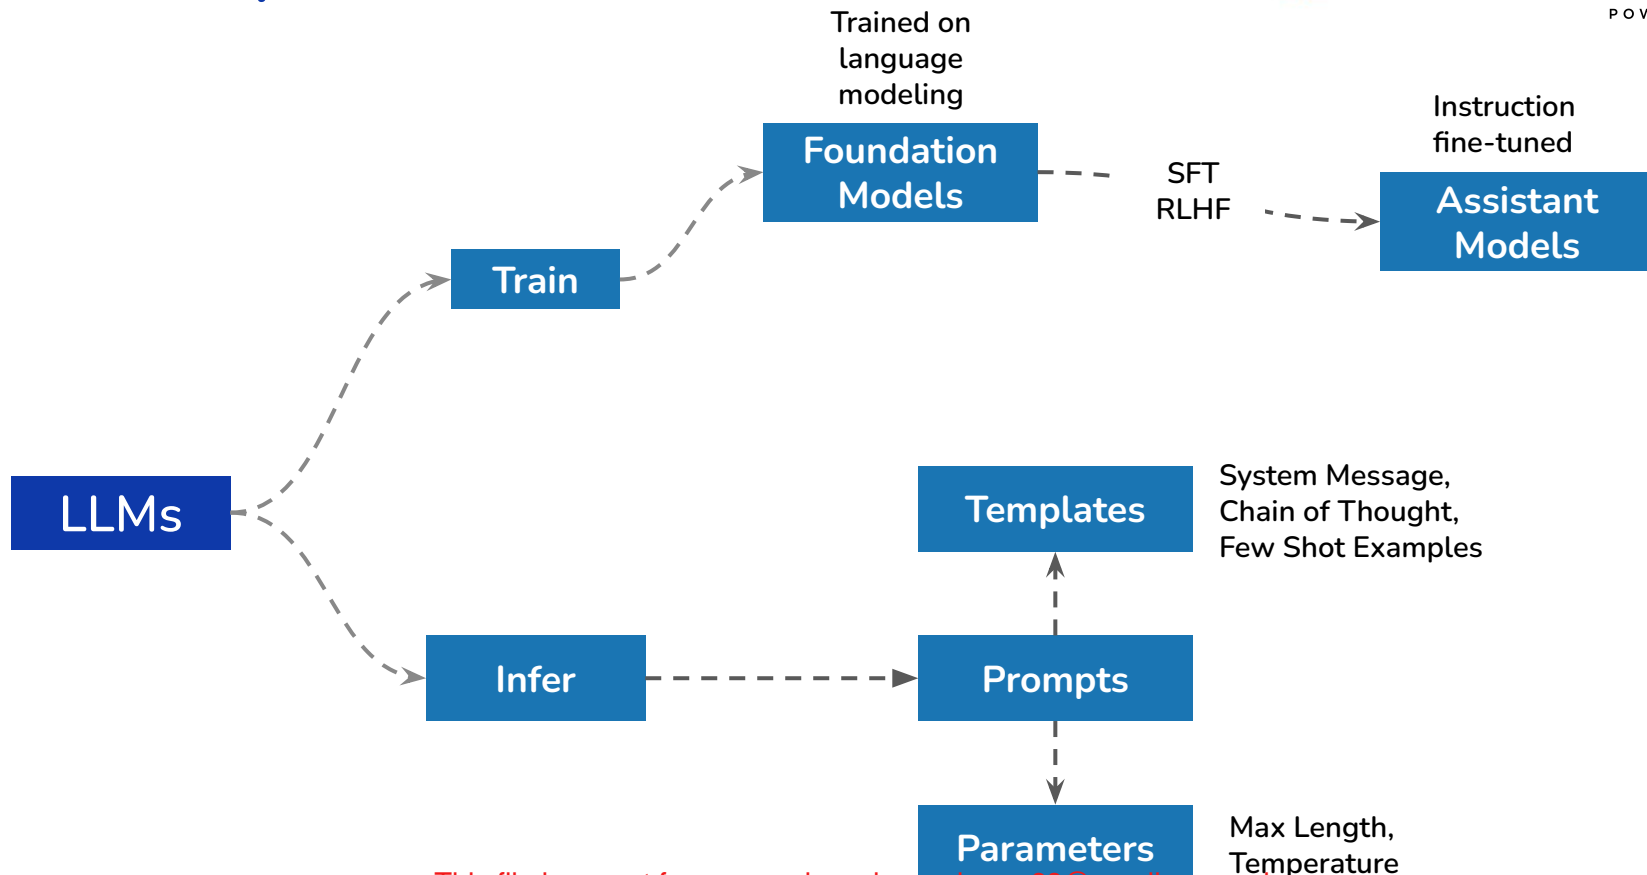 Trained on
language
modeling
Foundation
Models
SFT
RLHF
Instruction
fine-tuned
Assistant
Models
Train
LLMs
Templates
System Message,
Chain of Thought,
Few Shot Examples
Infer
Prompts
Parameters
Max Length,
Temperature